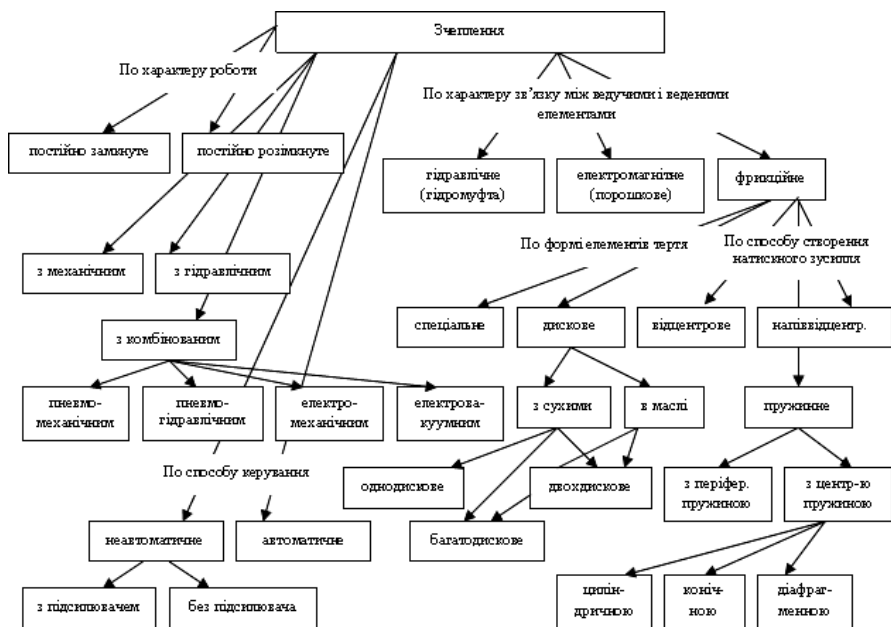 Зчеплення
По характеру роботи
По характеру зв'язку між ведучими і веденими
елементами
постійно замкнуте
постійно розімкнуте
гідравлічне
(гідромуфта)
електромагнітне
(порошкове)
фрикційне
По формі елементів тертя
По способу створення
натискного зусилля
з механічним
з гідравлічним
спеціальне
дискове
відцентрове
напіввідцентр.
з комбінованим
пневмо-
механічним
пневмо-
гідравлічним
електро-
механічним
електрова-
куумним
з сухими
в маслі
пружинне
По способу керування
однодискове
двохдискове
з періфер.
пружиною
з центр-ю
пружиною
неавтоматичне
автоматичне
багатодискове
з підсилювачем
без підсилювача
цилін-
дричною
коніч-
ною
діафраг-
менною